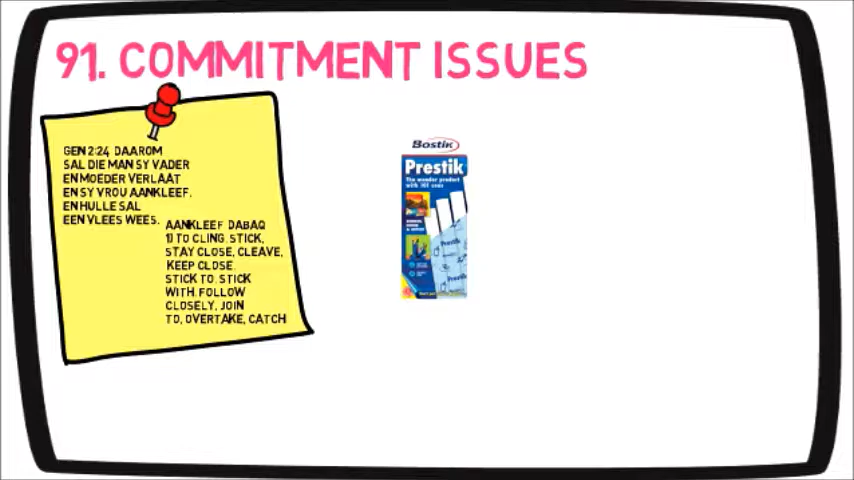 91. COMMITMENT ISSUES
GEN 2:24 DAAROM
SAL DIE MAN SY VADER
EN MOEDER VERLAAT
EN SY VROU AANKLEEF.
EN HULLE SAL
EEN VLEES WEES.
AANKLEEF DABAQ
1) TO CLING, STICK,
STAY CLOSE, CLEAVE,
KEEP CLOSE
STICK TO, STICK
WITH, FOLLOW
CLOSELY, JOIN
TO, OVERTAKE, CATCH
Bostik
Prestik
The wonder product
with 101 uses
Prestik
Prestik